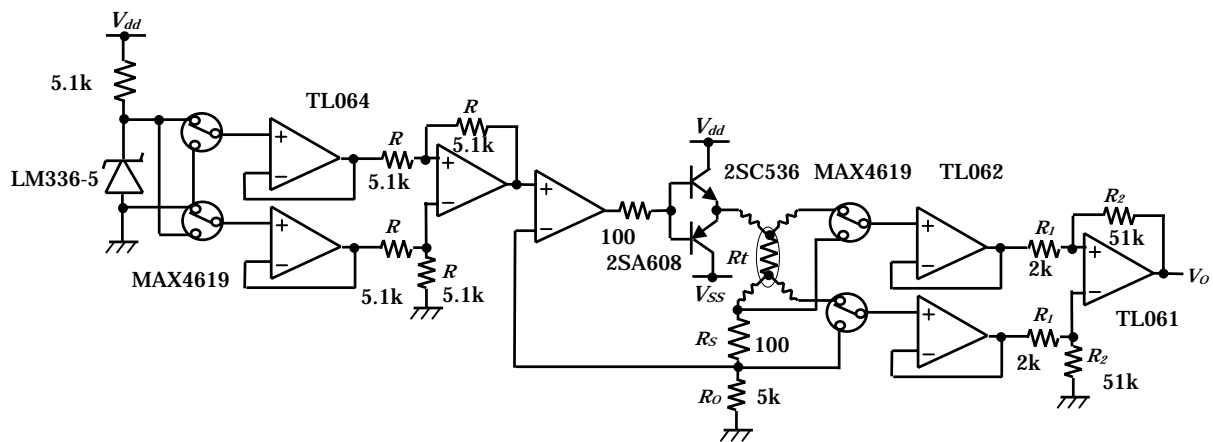 Vdd
5.1k
TL064
R
5.1k
R
5.1k
LM336-5
MAX4619
R
5.1k
R
5.1k
100
Vdd
2SC536
2SA608
VSS
Rt
RS
100
RO
5k
MAX4619
TL062
R1
2k
R2
51k
R1
2k
R2
51k
TL061
VO
+
−
+
−
+
−
+
−
+
−
+
−
+
−